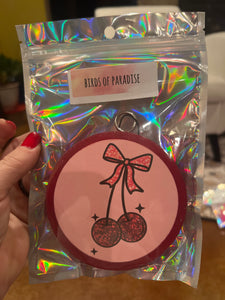 BIRDS OF PARADISE